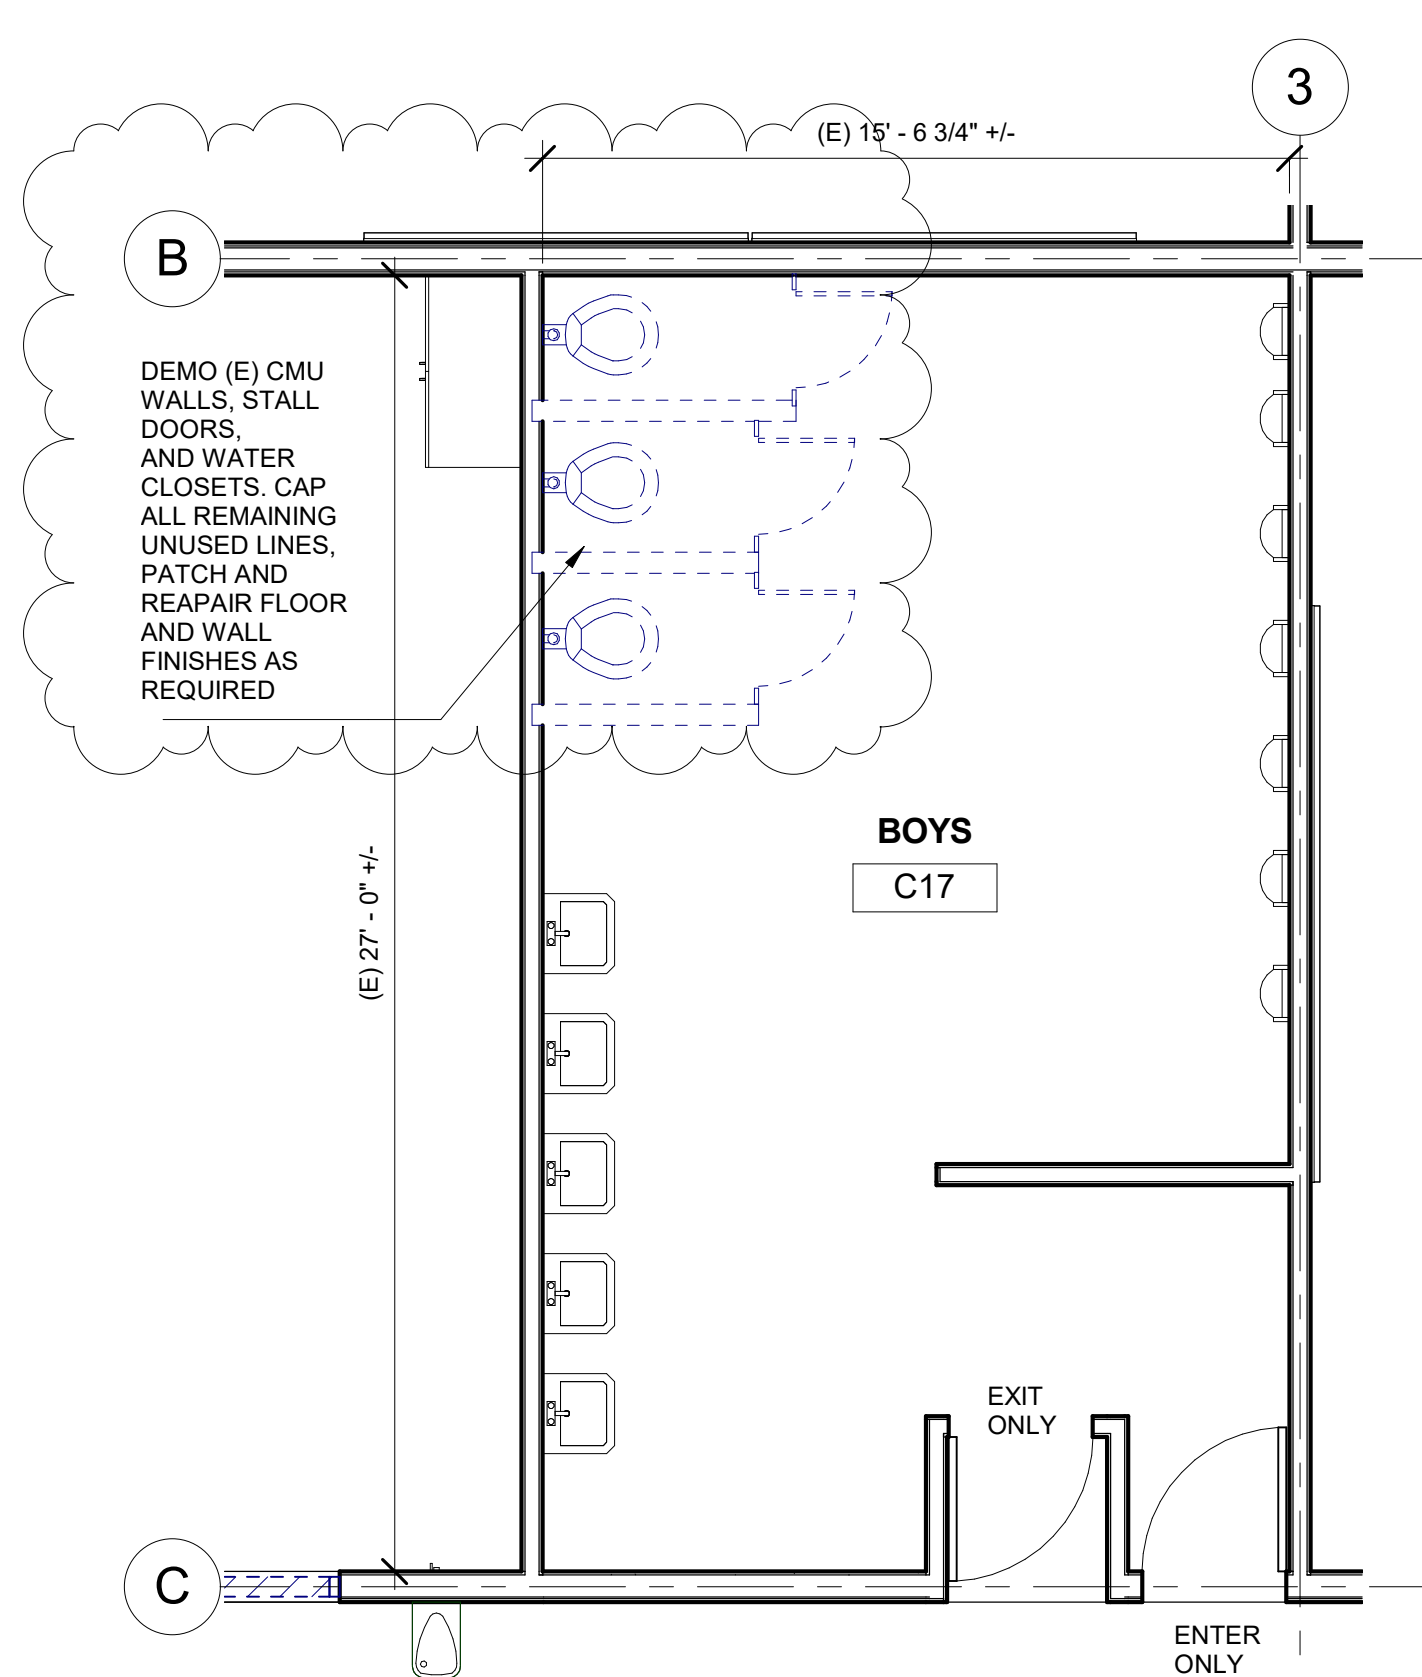 3
(E) 15' - 6 3/4" +/-
B
DEMO (E) CMU
WALLS, STALL
DOORS,
AND WATER
CLOSETS. CAP
ALL REMAINING
UNUSED LINES,
PATCH AND
REAPAIR FLOOR
AND WALL
FINISHES AS
REQUIRED
(E) 27' - 0" +/-
BOYS
C17
EXIT
ONLY
C
ENTER
ONLY